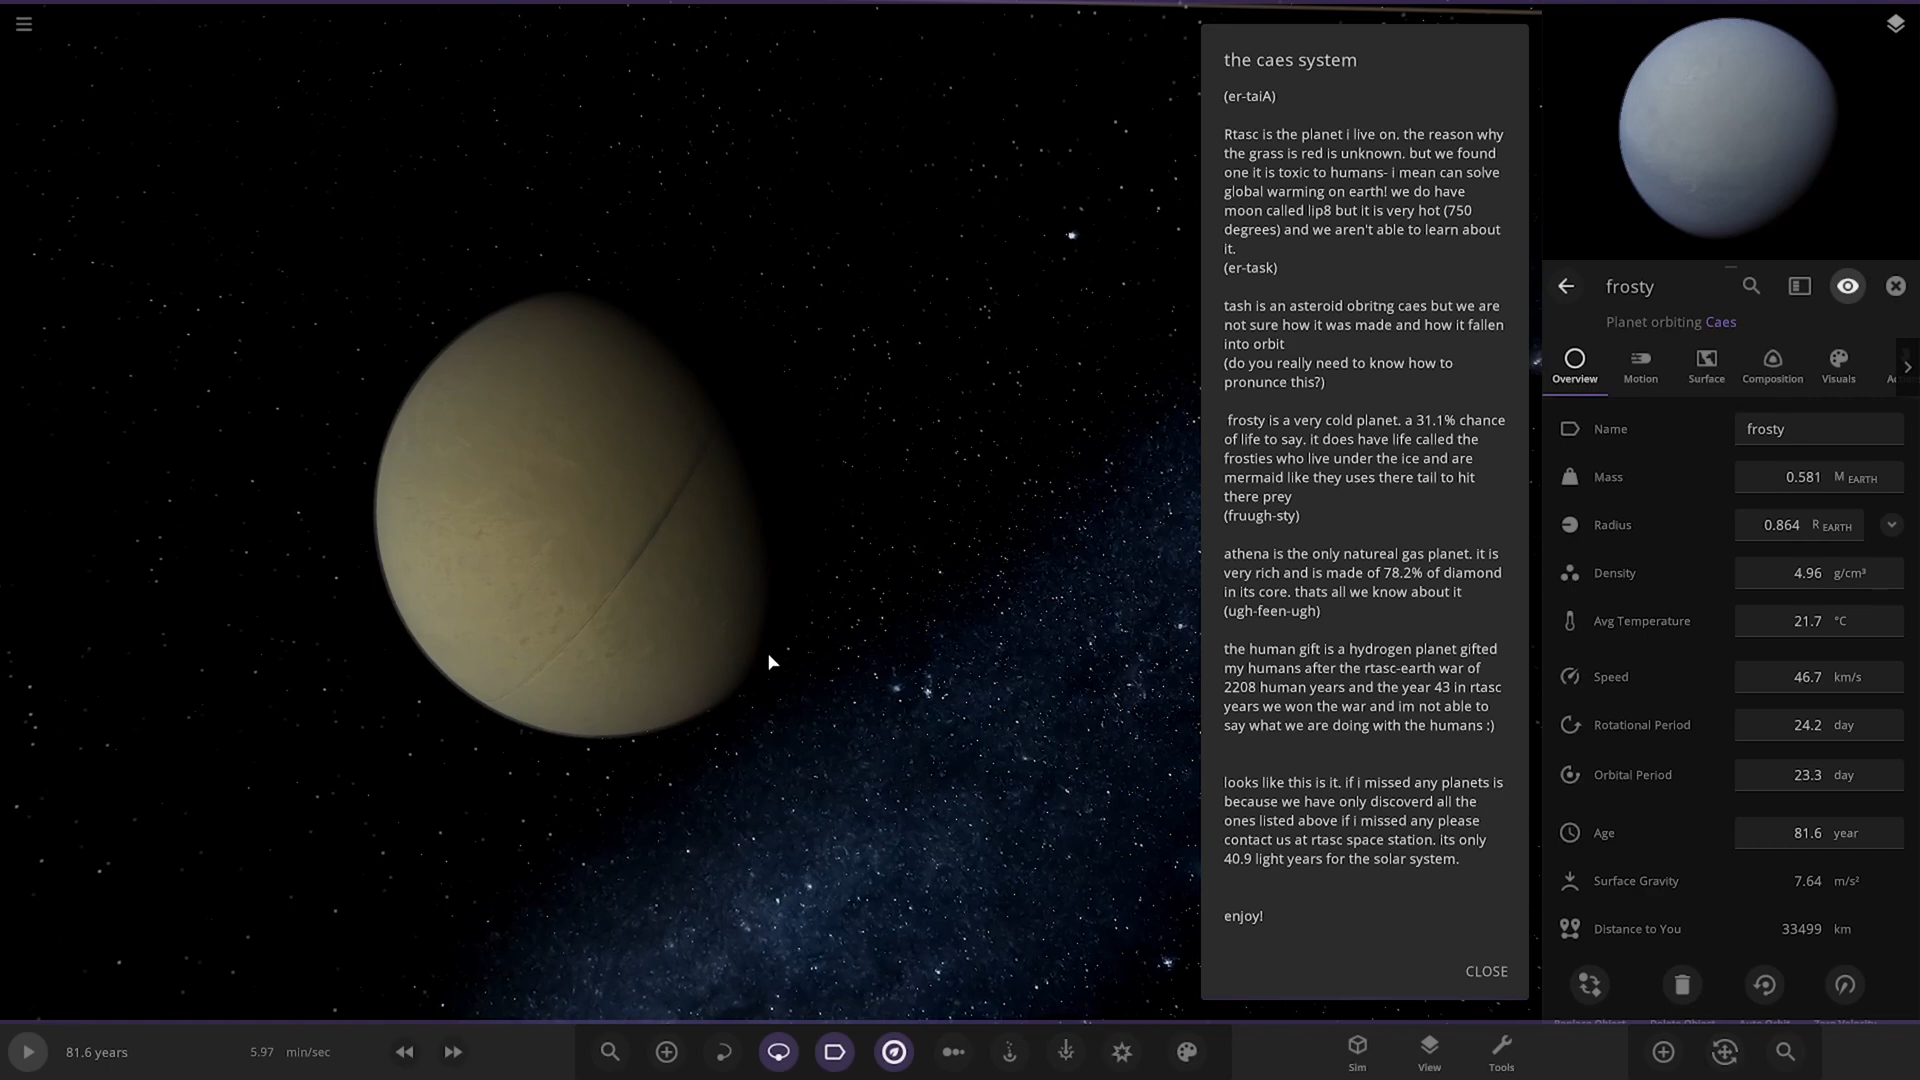 the caes system
(er-taiA)
Rtasc is the planet i live on. the reason why
the grass is red is unknown. but we found
one it is toxic to humans- i mean can solve
global warming on earth! we do have
moon called lip8 but it is very hot (750
degrees) and we aren't able to learn about
it.
(er-task)
tash is an asteroid obritng caes but we are
not sure how it was made and how it fallen
into orbit
(do you really need to know how to
pronunce this?)
frosty is a very cold planet. a 31.1% chance
of life to say. it does have life called the
frosties who live under the ice and are
mermaid like they uses there tail to hit
there prey
(fruugh-sty)
athena is the only natureal gas planet. it is
very rich and is made of 78.2% of diamond
in its core. thats all we know about it
(ugh-feen-ugh)
the human gift is a hydrogen planet gifted
my humans after the rtasc-earth war of
2208 human years and the year 43 in rtasc
years we won the war and im not able to
say what we are doing with the humans :)
looks like this is it. if i missed any planets is
because we have only discoverd all the
ones listed above if i missed any please
contact us at rtasc space station. its only
40.9 light years for the solar system.
enjoy!
CLOSE
frosty
Planet orbiting Caes
Overview Motion Surface Composition Visuals
Name frosty
Mass 0.581 M EARTH
Radius 0.864 R EARTH
Density 4.96 g/cm³
Avg Temperature 21.7 °C
Speed 46.7 km/s
Rotational Period 24.2 day
Orbital Period 23.3 day
Age 81.6 year
Surface Gravity 7.64 m/s²
Distance to You 33499 km
81.6 years 5.97 min/sec Sim View Tools